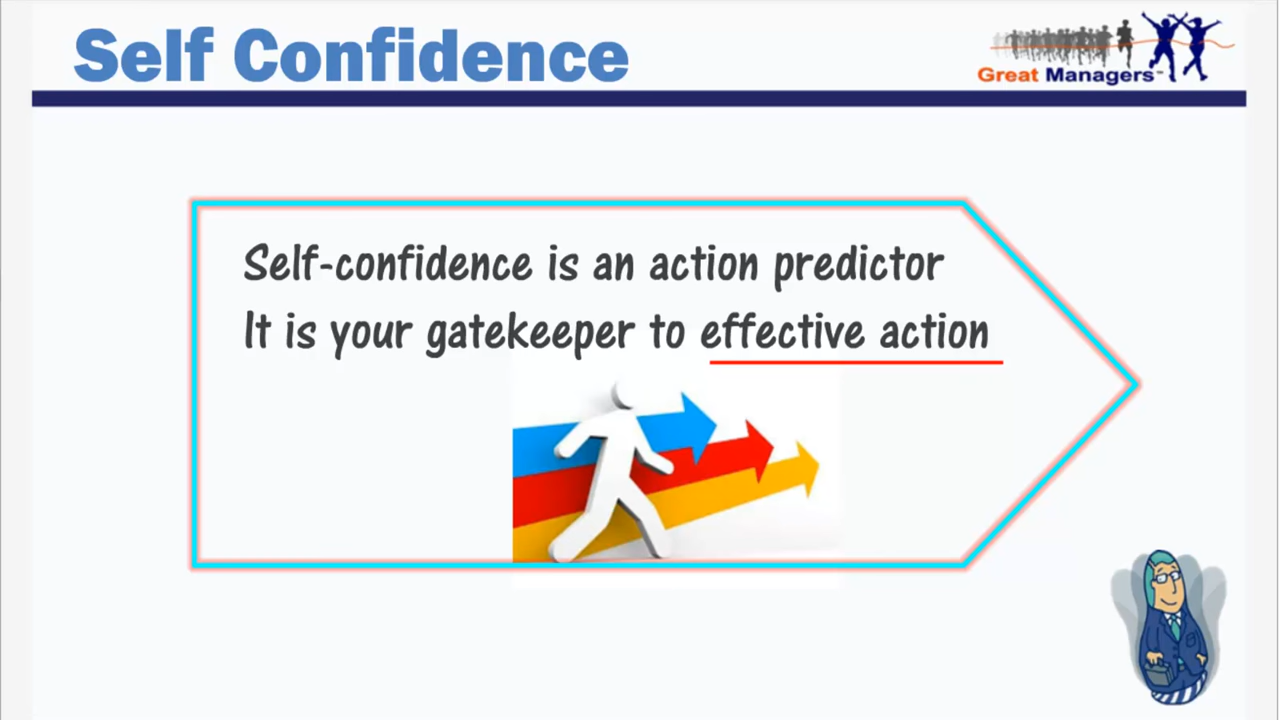 Self Confidence
Great Managers™
Self-confidence is an action predictor
It is your gatekeeper to effective action